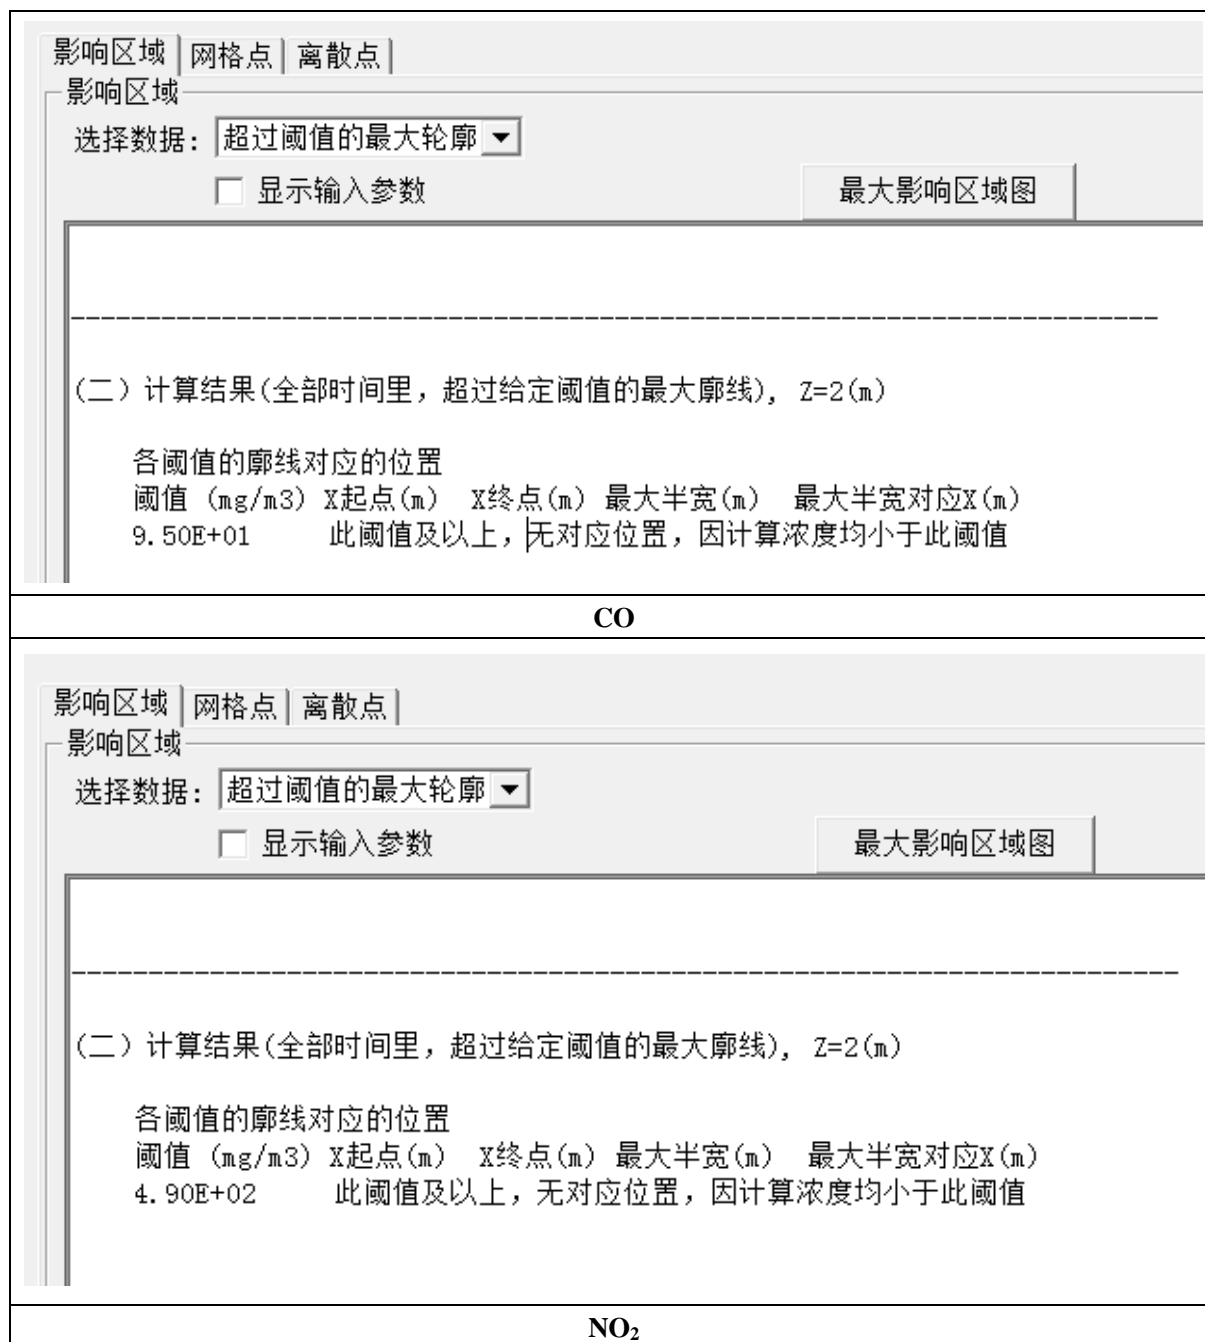 影响区域 网格点 离散点
影响区域
选择数据: 超过阈值的最大轮廓
显示输入参数 最大影响区域图
----------------------------------------------------------------------
(二) 计算结果(全部时间里, 超过给定阈值的最大廓线), Z=2(m)
各阈值的廓线对应的位置
阈值 (mg/m3) X起点(m) X终点(m) 最大半宽(m) 最大半宽对应X(m)
9.50E+01 此阈值及以上, 无对应位置, 因计算浓度均小于此阈值
CO
影响区域 网格点 离散点
影响区域
选择数据: 超过阈值的最大轮廓
显示输入参数 最大影响区域图
----------------------------------------------------------------------
(二) 计算结果(全部时间里, 超过给定阈值的最大廓线), Z=2(m)
各阈值的廓线对应的位置
阈值 (mg/m3) X起点(m) X终点(m) 最大半宽(m) 最大半宽对应X(m)
4.90E+02 此阈值及以上, 无对应位置, 因计算浓度均小于此阈值
NO₂